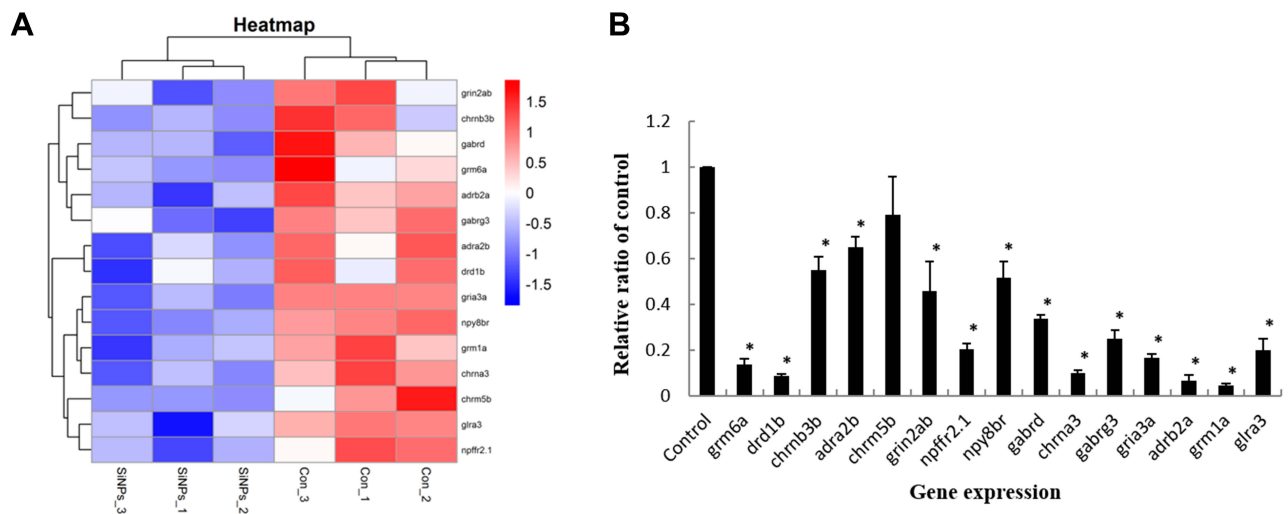 A
Heatmap
grin2ab
chrnb3b
gabrd
grm6a
adrb2a
gabrg3
adra2b
drd1b
gria3a
npy8br
grm1a
chrna3
chrm5b
glra3
npffr2.1
1.5
1
0.5
0
-0.5
-1
-1.5
SiNPs_3
SiNPs_1
SiNPs_2
Con_3
Con_1
Con_2
B
Relative ratio of control
1.2
1
0.8
0.6
0.4
0.2
0
* * * * * * * * * * * * * *
Control
grm6a
drd1b
chrnb3b
adra2b
chrm5b
grin2ab
npffr2.1
npy8br
gabrd
chrna3
gabrg3
gria3a
adrb2a
grm1a
glra3
Gene expression